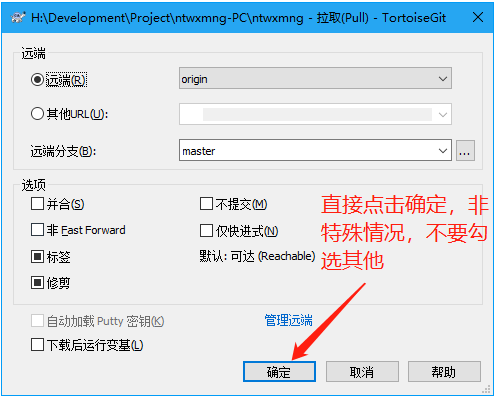 H:\Development\Project\ntwxmng-PC\ntwxmng - 拉取(Pull) - TortoiseGit
远端
远端(R)
origin
其他URL(U):
远端分支(B):
master
...
选项
并合(S)
不提交(M)
非 Fast Forward
仅快进式(N)
标签
默认: 可达 (Reachable)
修剪
直接点击确定，非
特殊情况，不要勾
选其他
自动加载 Putty 密钥(K)
管理远端
下载后运行变基(L)
确定
取消
帮助